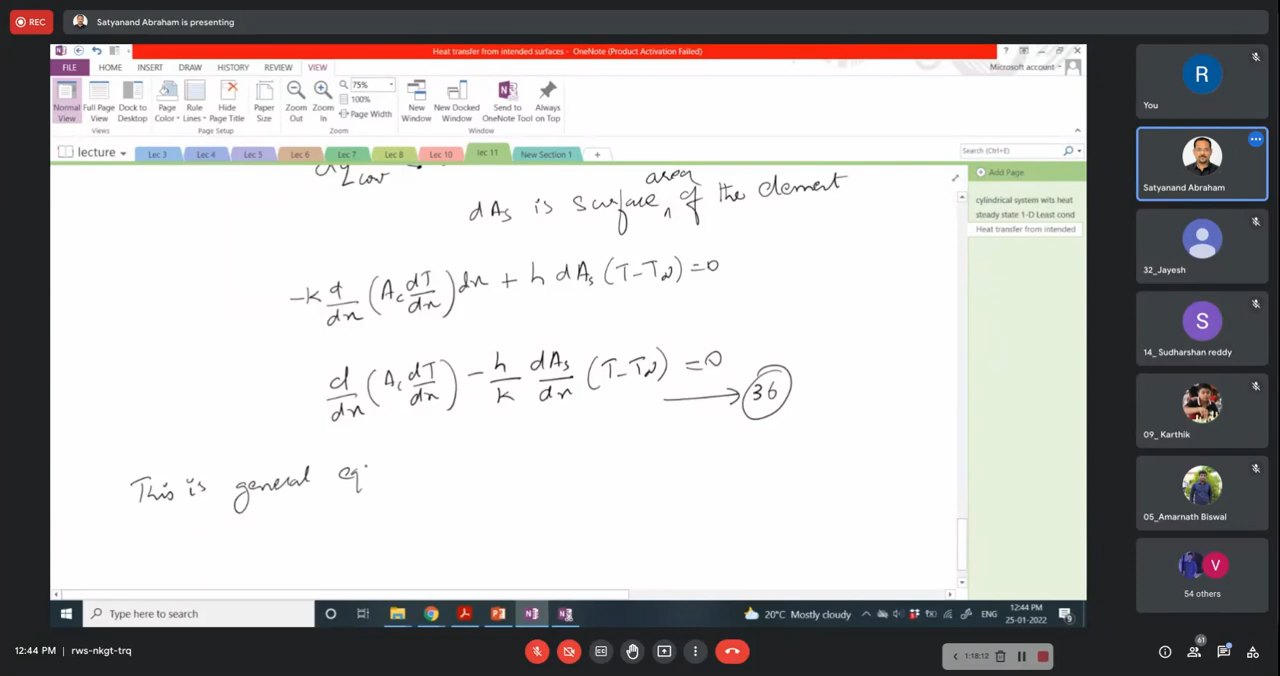 REC
Satyanand Abraham is presenting
Heat transfer from intended surfaces - OneNote (Product Activation Failed)
FILE HOME INSERT DRAW HISTORY REVIEW VIEW
Microsoft account
Normal View
Full Page View
Dock to Desktop
Views
Page Color
Rule Lines
Hide Page Title
Page Setup
Paper Size
Zoom Out
Zoom In
75%
100%
Page Width
Zoom
New Window
New Docked Window
Send to OneNote Tool
Always on Top
Window
lecture
Lec 3
Lec 4
Lec 5
Lec 6
Lec 7
Lec 8
Lec 10
lec 11
New Section 1
+
Search (Ctrl+E)
Add Page
cylindrical system wits heat
steady state 1-D Least cond
Heat transfer from intended
area
dAs is surface ^ of the element
-k d/dx (Ac dT/dx) dx + h dAs (T-T∞) = 0
d/dx (Ac dT/dx) - h/k dAs/dx (T-T∞) = 0
→ 36
This is general eq
Type here to search
20°C Mostly cloudy
ENG
12:44 PM
25-01-2022
9
12:44 PM | rws-nkgt-trq
1:18:12
61
R
You
Satyanand Abraham
32_Jayesh
S
14_ Sudharshan reddy
09_ Karthik
05_Amarnath Biswal
V
54 others